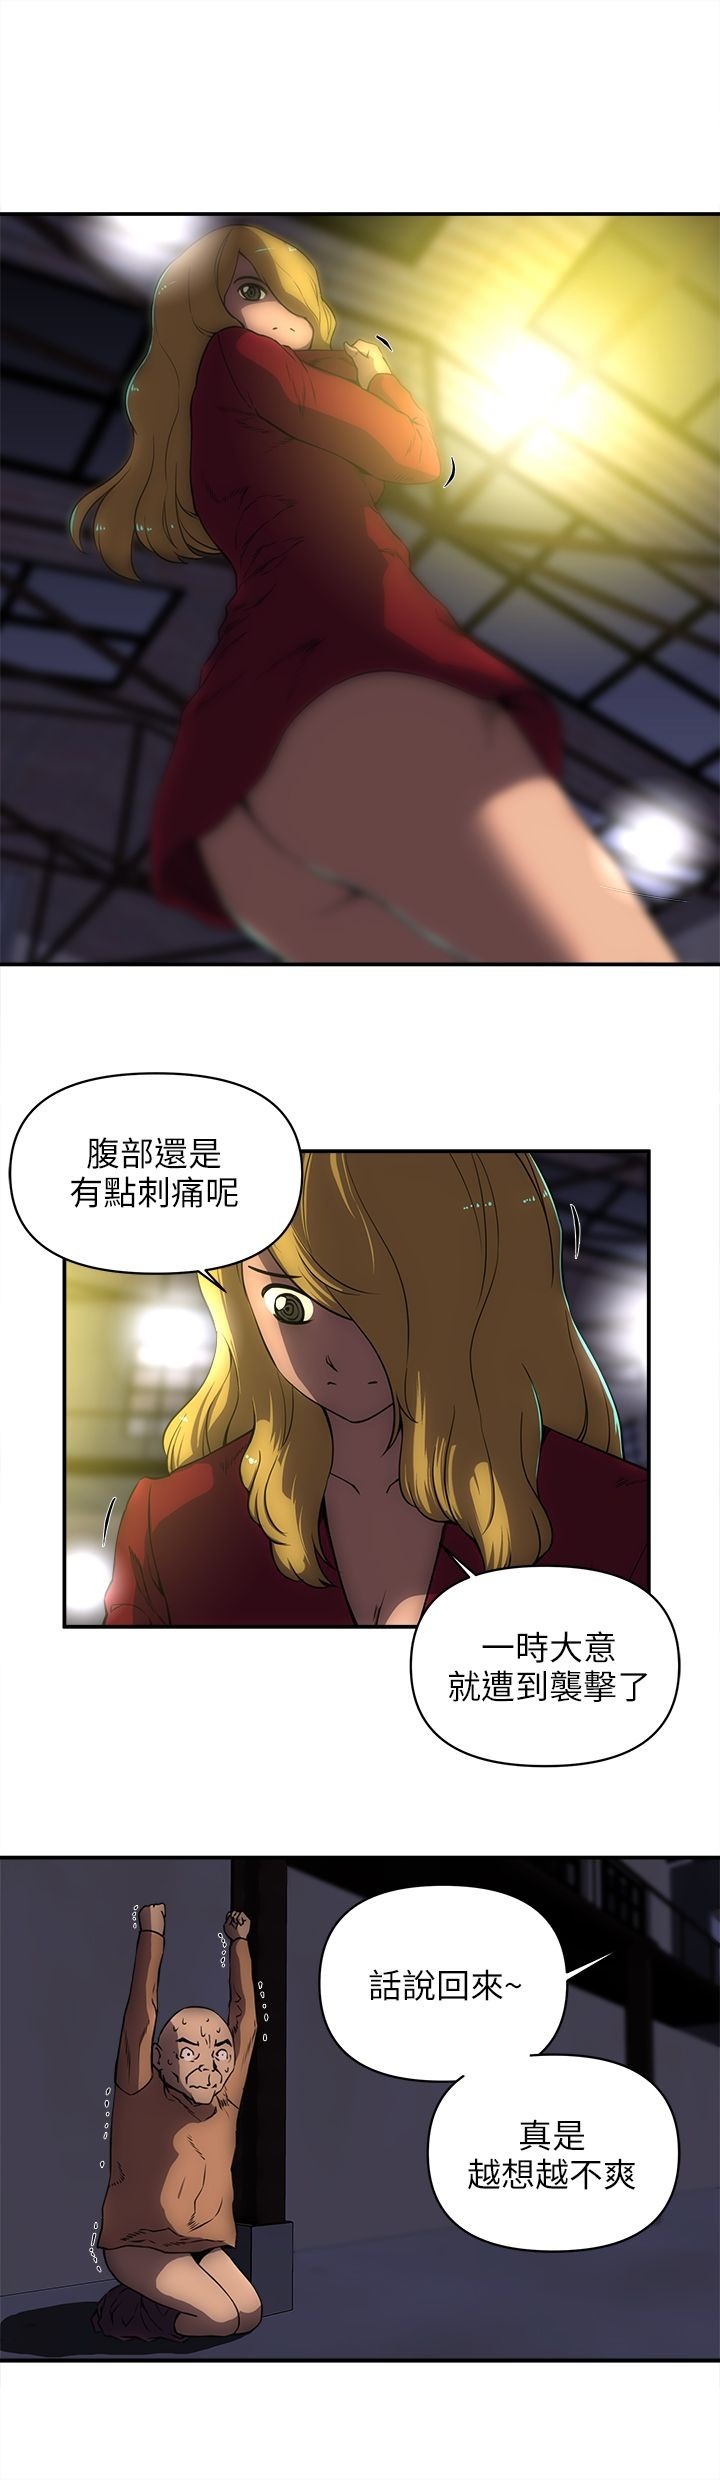 腹部還是
有點刺痛呢
一時大意
就遭到襲擊了
話說回來~
真是
越想越不爽